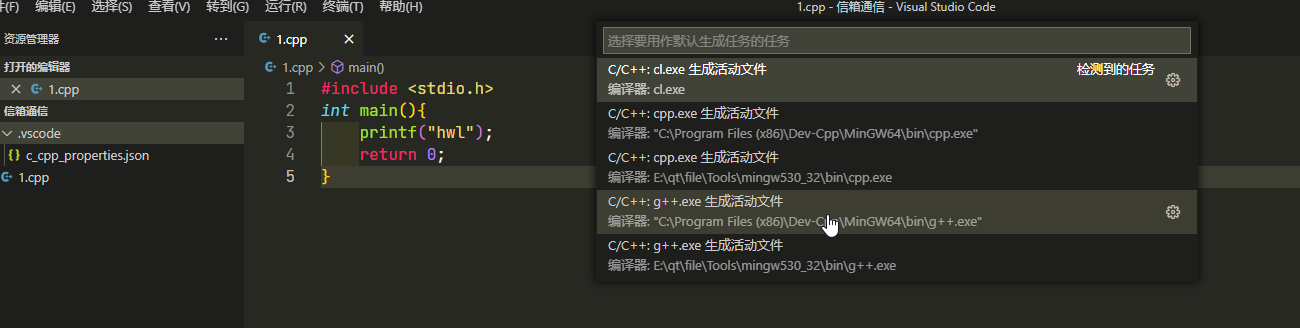 件(F) 编辑(E) 选择(S) 查看(V) 转到(G) 运行(R) 终端(T) 帮助(H) 1.cpp - 信箱通信 - Visual Studio Code
资源管理器 ···
打开的编辑器
1.cpp
信箱通信
.vscode
c_cpp_properties.json
1.cpp
1.cpp
1.cpp > main()
1 #include <stdio.h>
2 int main(){
3 printf("hwl");
4 return 0;
5 }
选择要用作默认生成任务的任务
C/C++: cl.exe 生成活动文件 检测到的任务
编译器: cl.exe
C/C++: cpp.exe 生成活动文件
编译器: "C:\Program Files (x86)\Dev-Cpp\MinGW64\bin\cpp.exe"
C/C++: cpp.exe 生成活动文件
编译器: E:\qt\file\Tools\mingw530_32\bin\cpp.exe
C/C++: g++.exe 生成活动文件
编译器: "C:\Program Files (x86)\Dev-Cpp\MinGW64\bin\g++.exe"
C/C++: g++.exe 生成活动文件
编译器: E:\qt\file\Tools\mingw530_32\bin\g++.exe